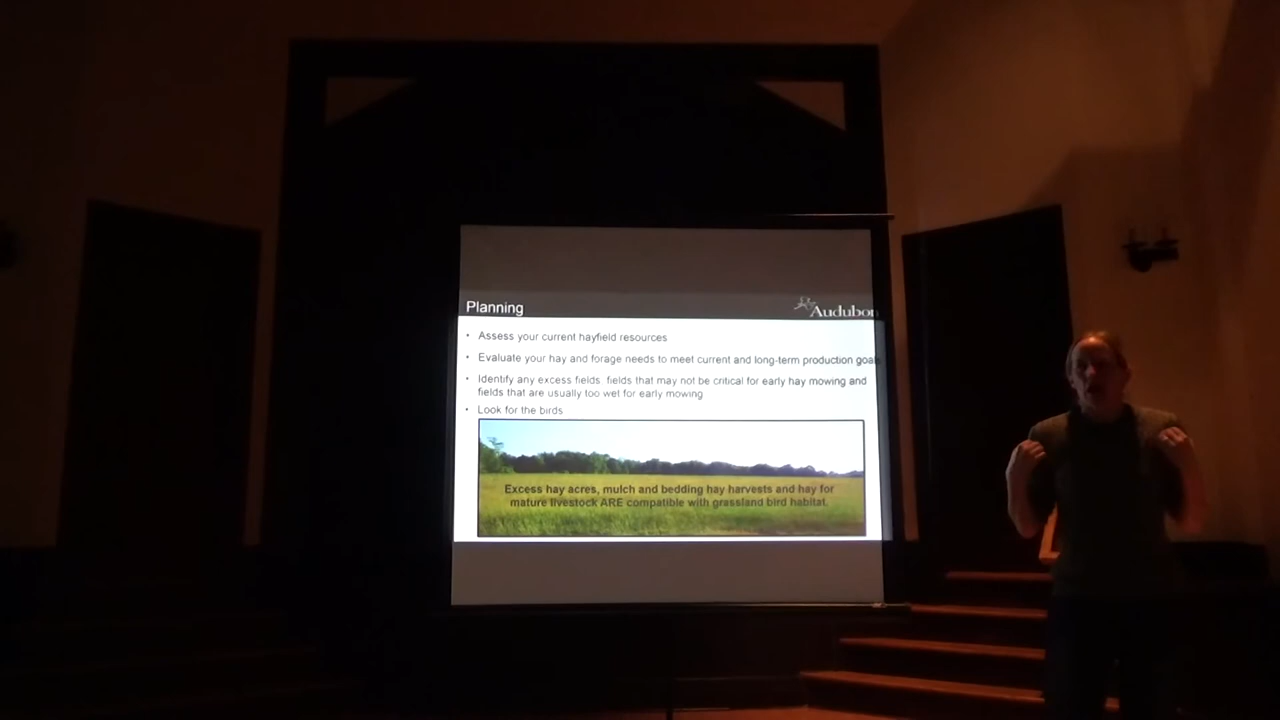 Planning
Audubon
• Assess your current hayfield resources
• Evaluate your hay and forage needs to meet current and long-term production goals
• Identify any excess fields, fields that may not be critical for early hay mowing and
fields that are usually too wet for early mowing
• Look for the birds
Excess hay acres, mulch and bedding hay harvests and hay for
mature livestock ARE compatible with grassland bird habitat.